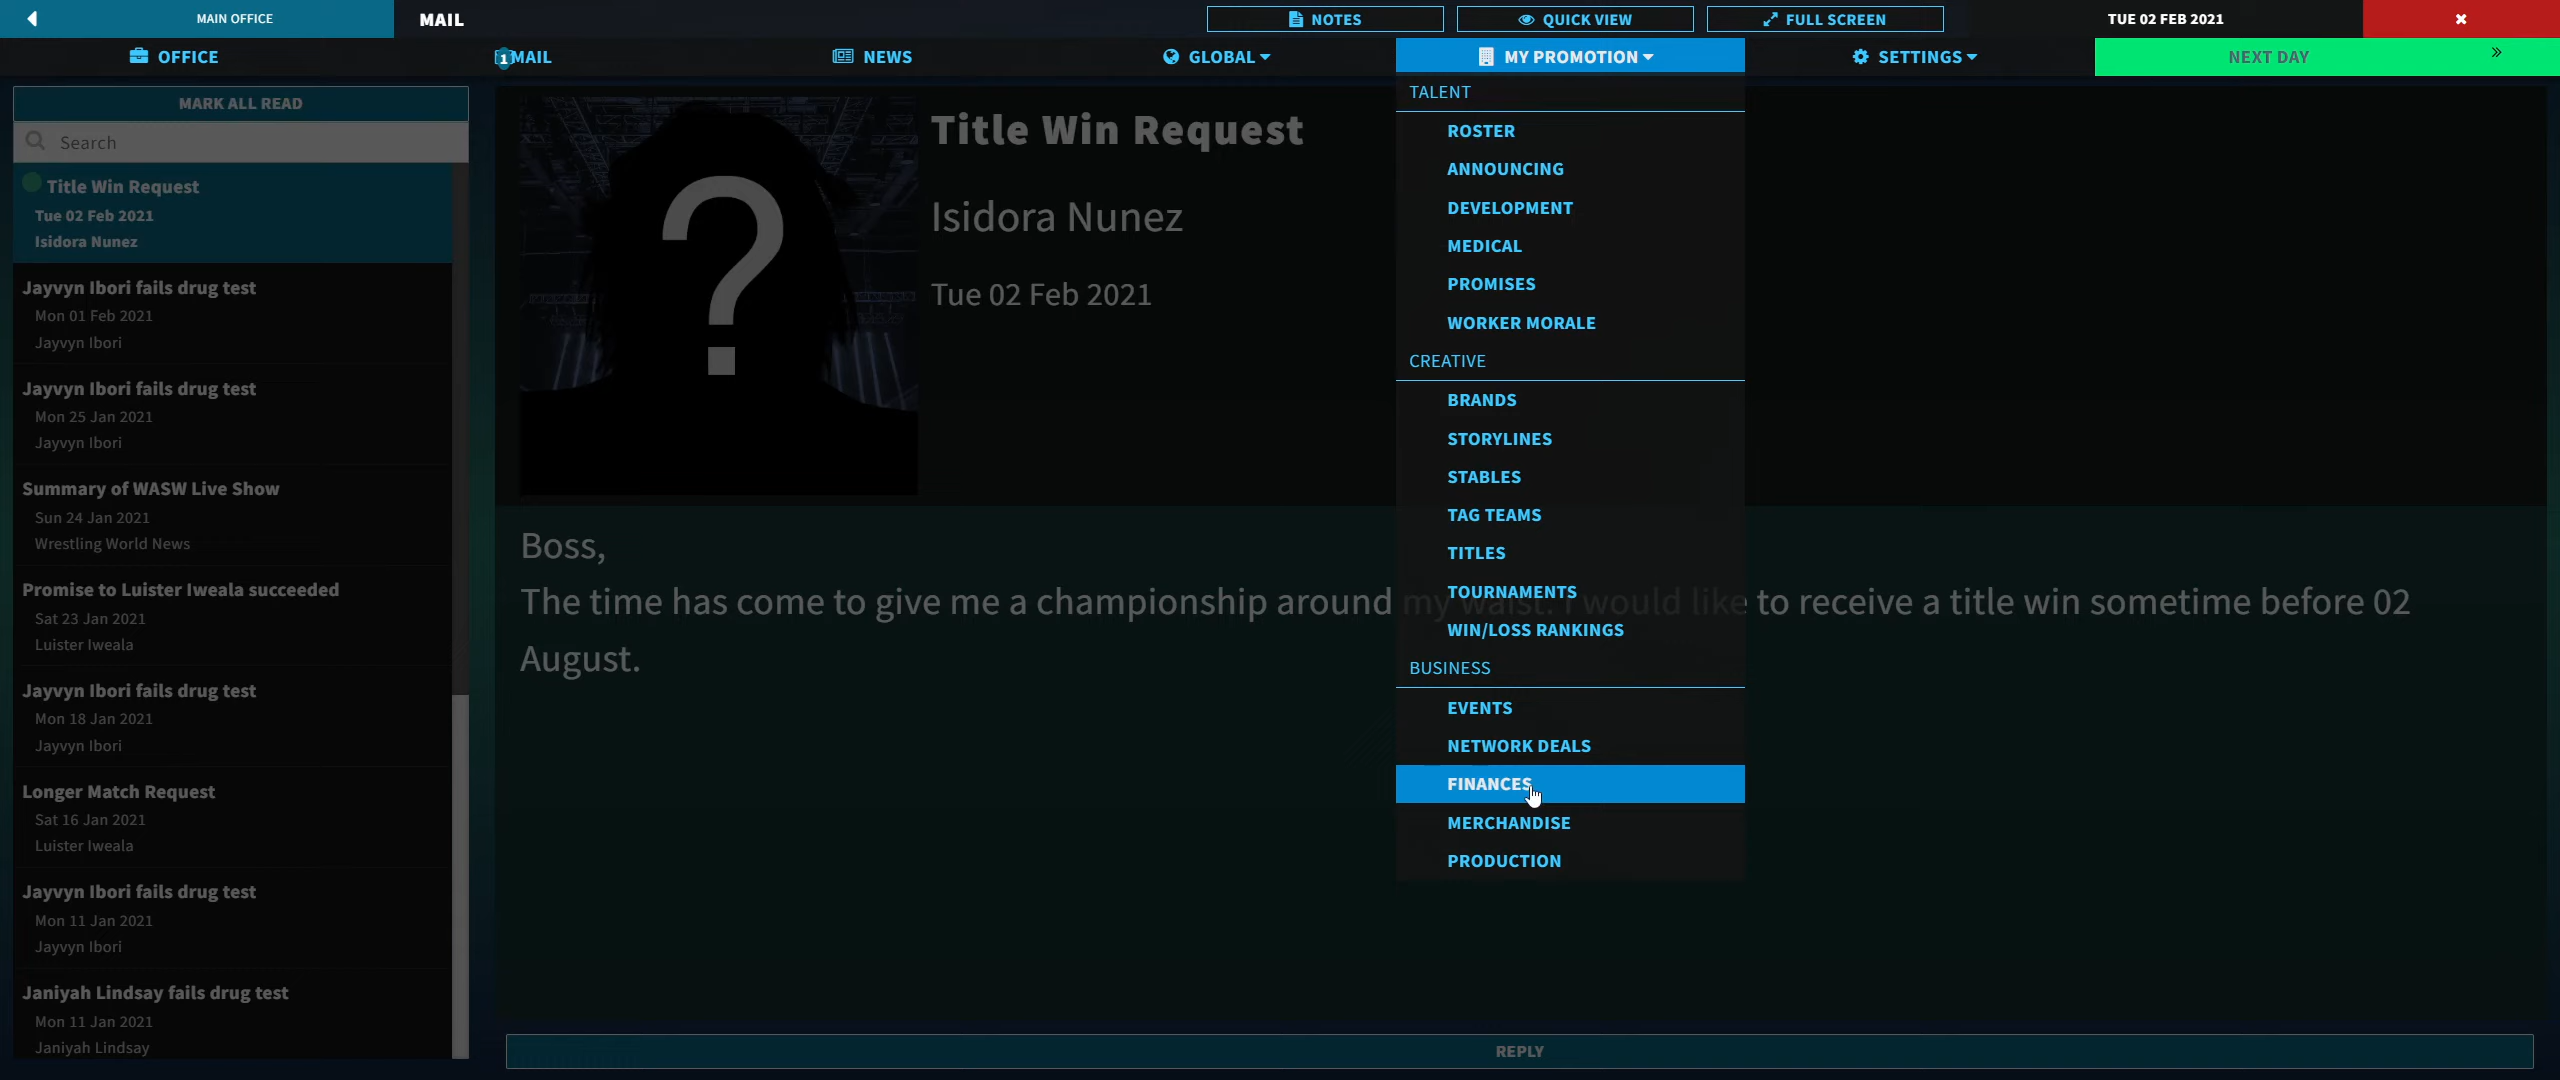 MAIN OFFICE
MAIL
NOTES
QUICK VIEW
FULL SCREEN
TUE 02 FEB 2021
OFFICE
1
MAIL
NEWS
GLOBAL
MY PROMOTION
SETTINGS
NEXT DAY
MARK ALL READ
Search
Title Win Request
Tue 02 Feb 2021
Isidora Nunez
Jayvyn Ibori fails drug test
Mon 01 Feb 2021
Jayvyn Ibori
Jayvyn Ibori fails drug test
Mon 25 Jan 2021
Jayvyn Ibori
Summary of WASW Live Show
Sun 24 Jan 2021
Wrestling World News
Promise to Luister Iweala succeeded
Sat 23 Jan 2021
Luister Iweala
Jayvyn Ibori fails drug test
Mon 18 Jan 2021
Jayvyn Ibori
Longer Match Request
Sat 16 Jan 2021
Luister Iweala
Jayvyn Ibori fails drug test
Mon 11 Jan 2021
Jayvyn Ibori
Janiyah Lindsay fails drug test
Mon 11 Jan 2021
Janiyah Lindsay
?
Title Win Request
Isidora Nunez
Tue 02 Feb 2021
Boss,
The time has come to give me a championship around my waist. I would like to receive a title win sometime before 02
August.
TALENT
ROSTER
ANNOUNCING
DEVELOPMENT
MEDICAL
PROMISES
WORKER MORALE
CREATIVE
BRANDS
STORYLINES
STABLES
TAG TEAMS
TITLES
TOURNAMENTS
WIN/LOSS RANKINGS
BUSINESS
EVENTS
NETWORK DEALS
FINANCES
MERCHANDISE
PRODUCTION
REPLY